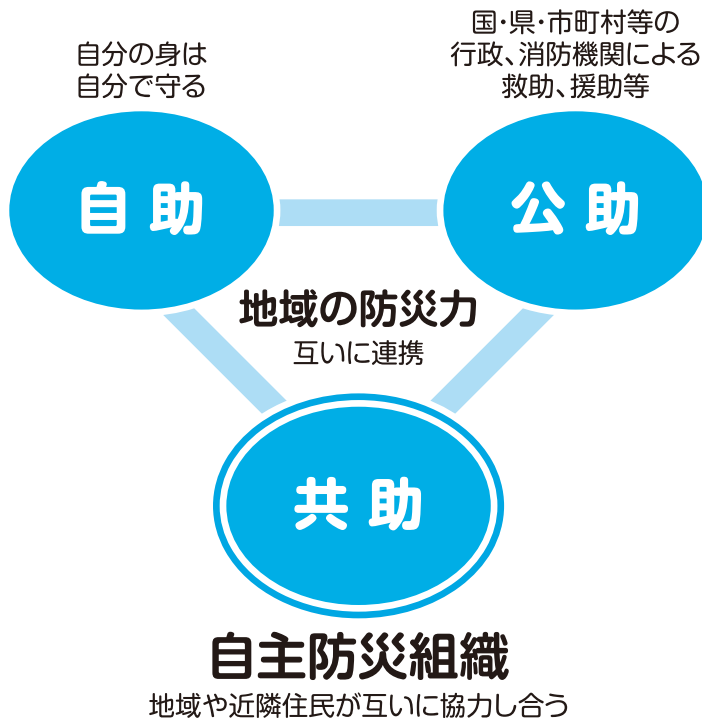 自分の身は
自分で守る
国・県・市町村等の
行政、消防機関による
救助、援助等
自助
公助
地域の防災力
互いに連携
共助
自主防災組織
地域や近隣住民が互いに協力し合う